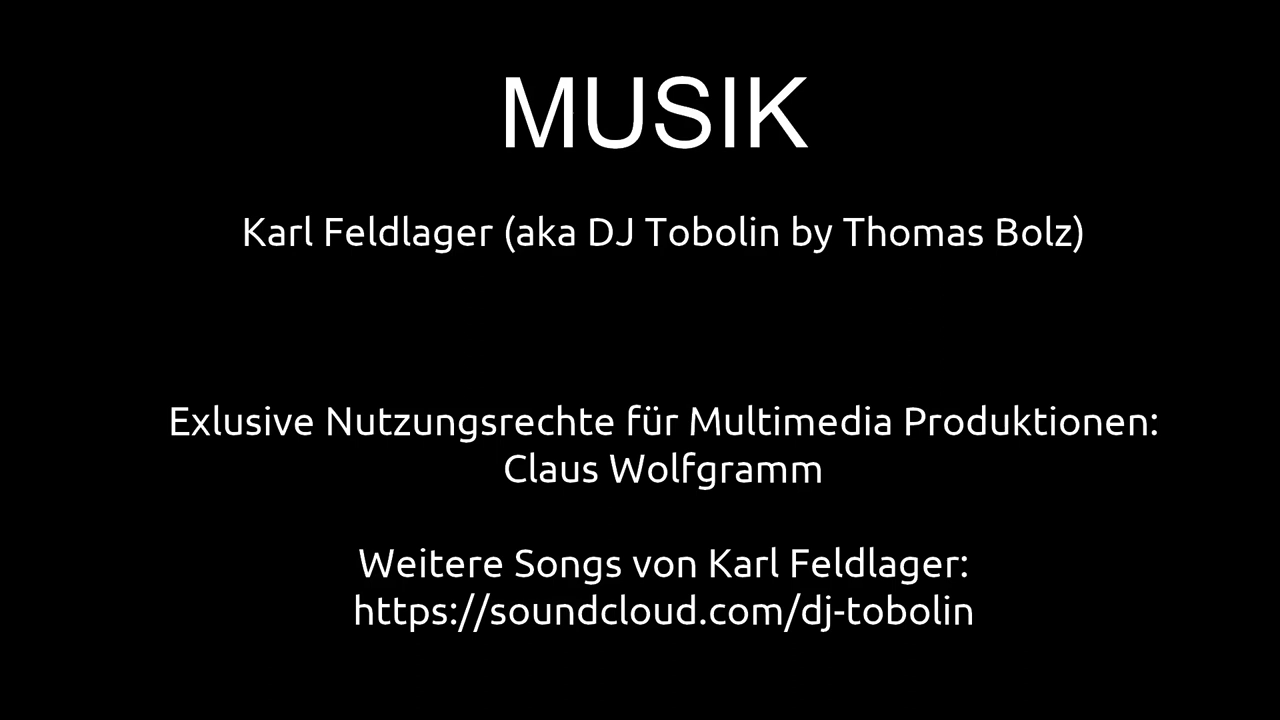 MUSIK
Karl Feldlager (aka DJ Tobolin by Thomas Bolz)
Exlusive Nutzungsrechte für Multimedia Produktionen:
Claus Wolfgramm
Weitere Songs von Karl Feldlager:
https://soundcloud.com/dj-tobolin